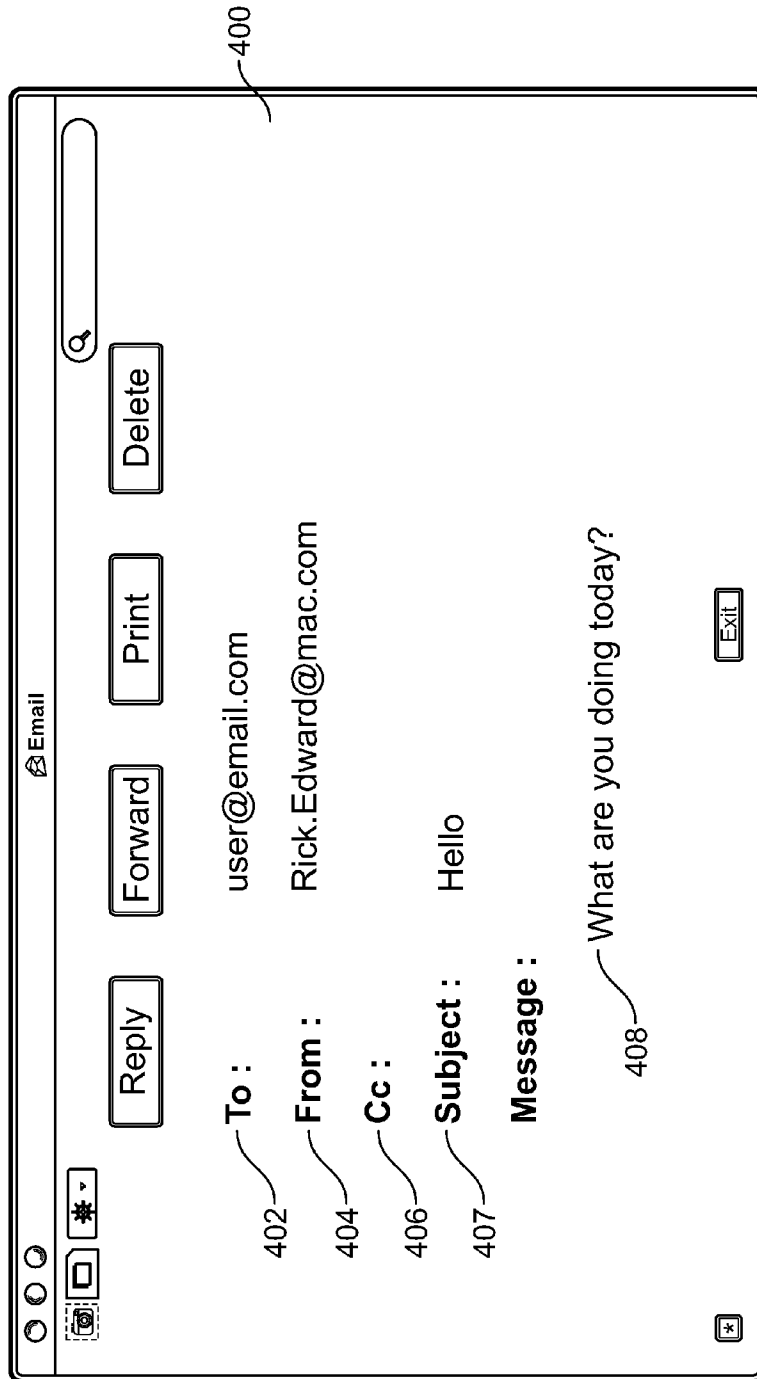 Email
400
Reply Forward Print Delete
402 To : user@email.com
404 From : Rick.Edward@mac.com
406 Cc :
407 Subject : Hello
Message :
408 What are you doing today?
* Exit